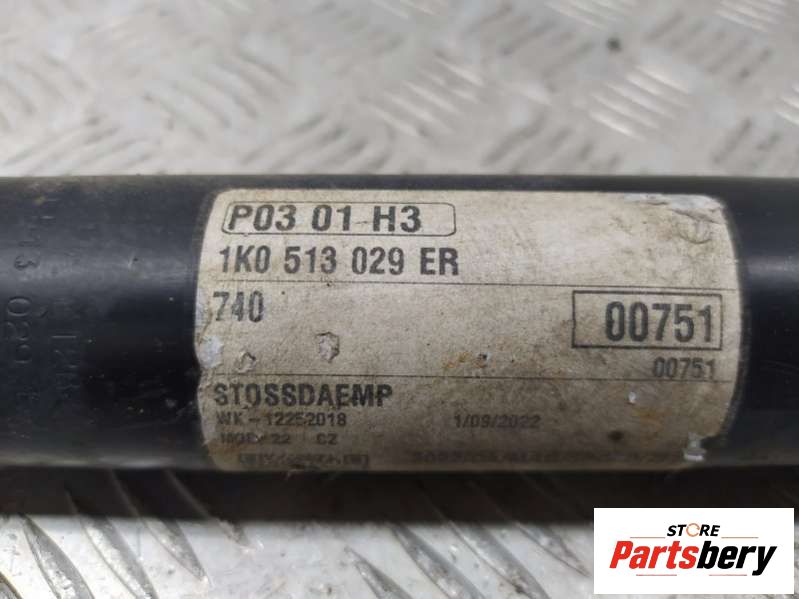 P03 01-H3
1K0 513 029 ER
740
00751
00751
STOSSDAEMP
WK-12252018 1/09/2022
CZ
STORE
Partsbery